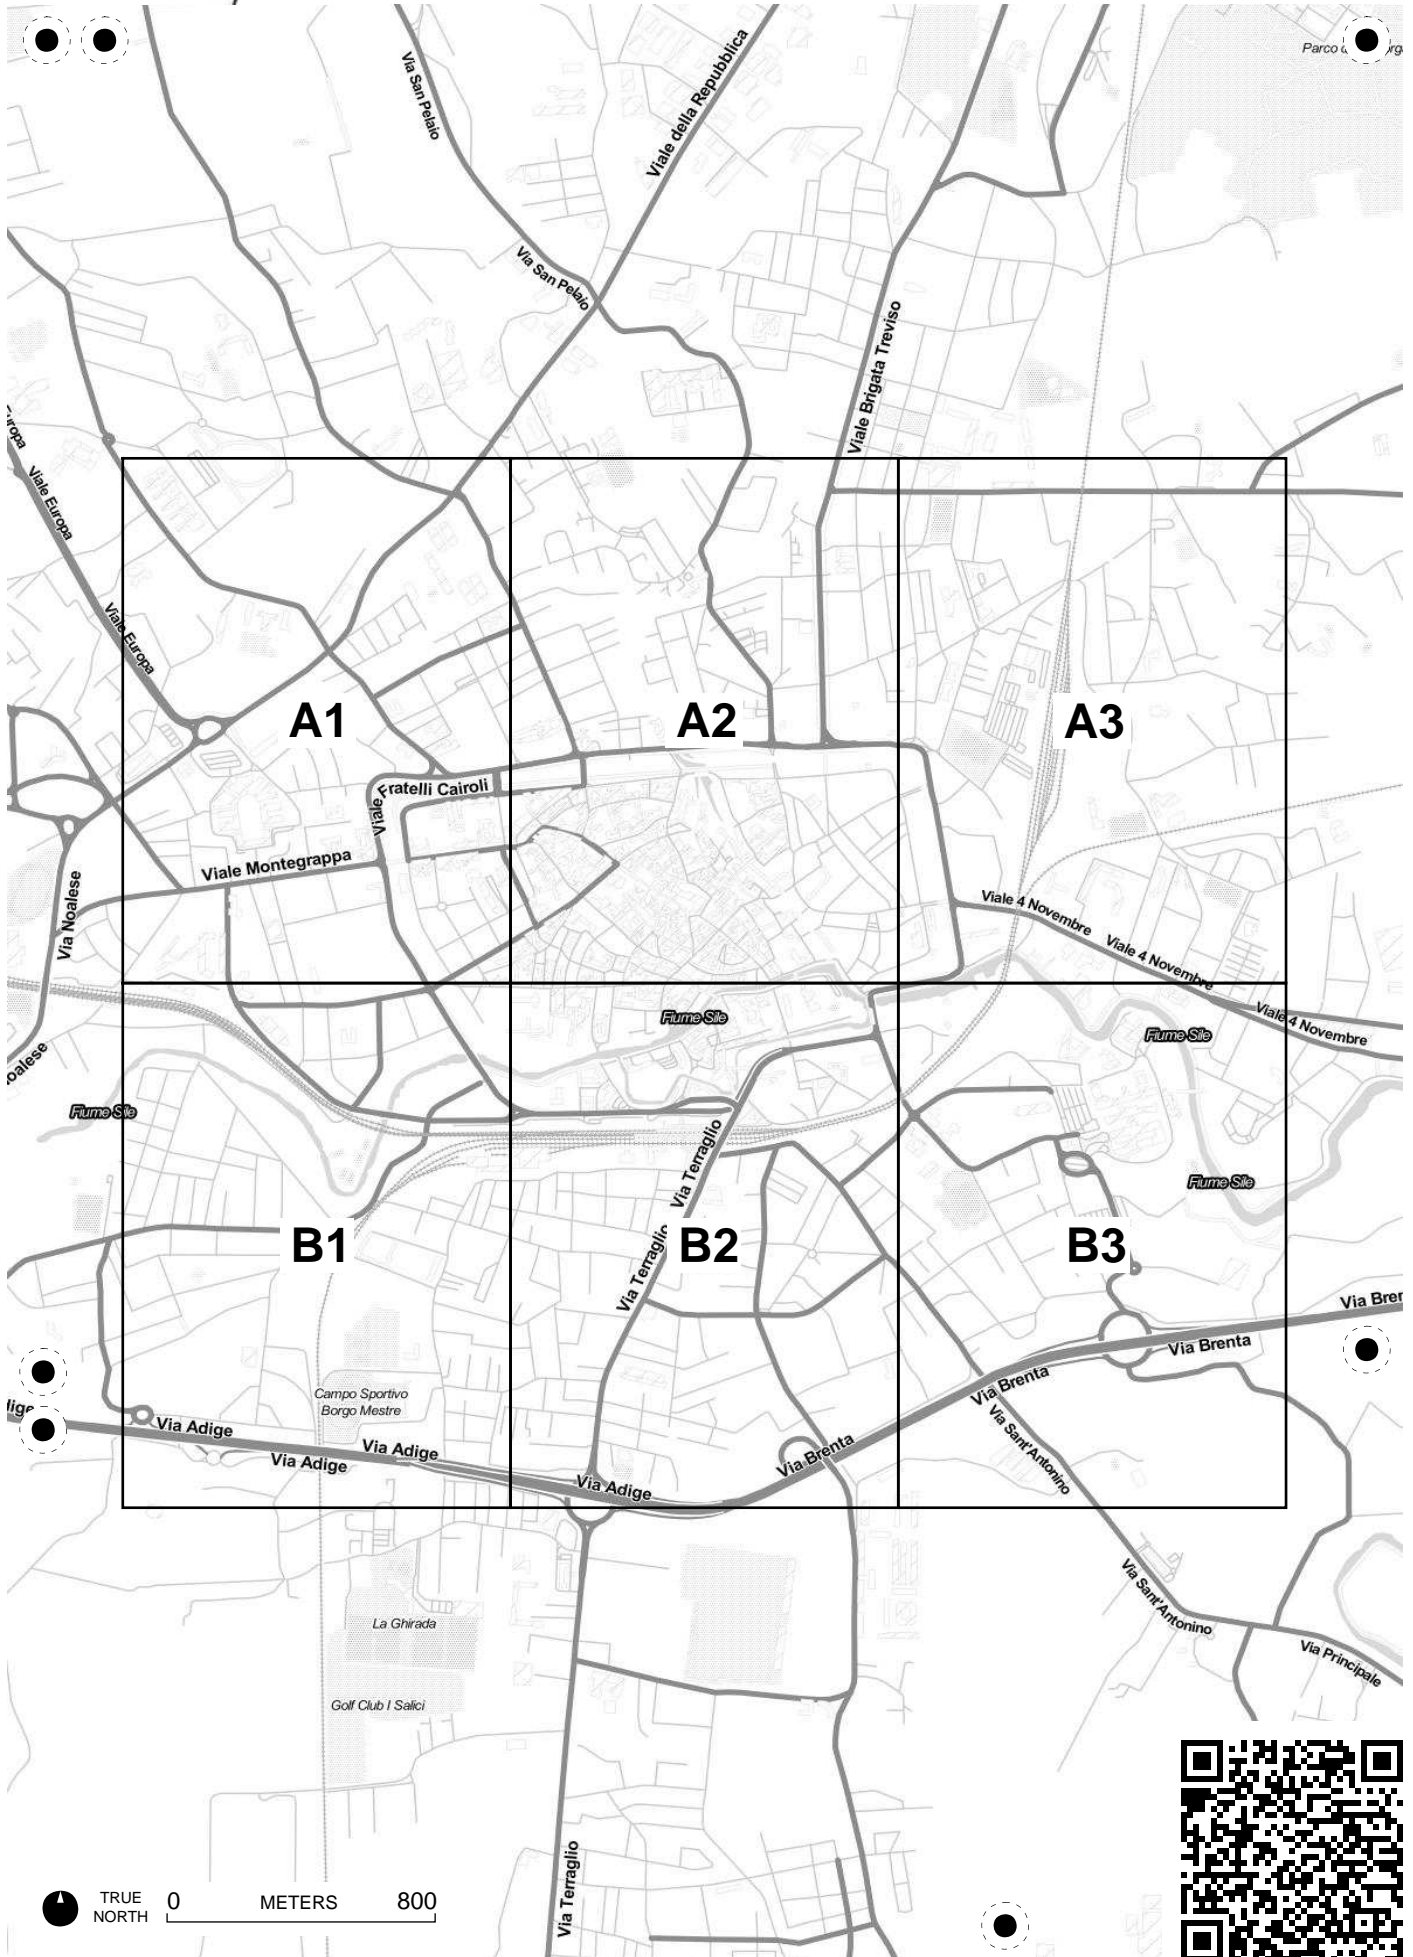 Via San Pelaio
Viale della Repubblica
Via San Pelaio
Viale Brigata Treviso
Viale Europa
Viale Europa
A1
A2
A3
Viale
Fratelli Cairoli
Viale Montegrappa
Via Noalese
Viale 4 Novembre
Viale 4 Novembre
Viale 4 Novembre
Fiume Sile
Fiume Sile
Fiume Sile
Fiume Sile
Via Terraglio
Via Terraglio
B1
B2
B3
Via Brenta
Via Brenta
Via Brenta
Campo Sportivo
Borgo Mestre
Via Adige
Via Adige
Via Adige
Via Adige
Via Sant'Antonino
Via Sant'Antonino
Via Principale
La Ghirada
Golf Club I Salici
Via Terraglio
TRUE
NORTH
0
METERS
800